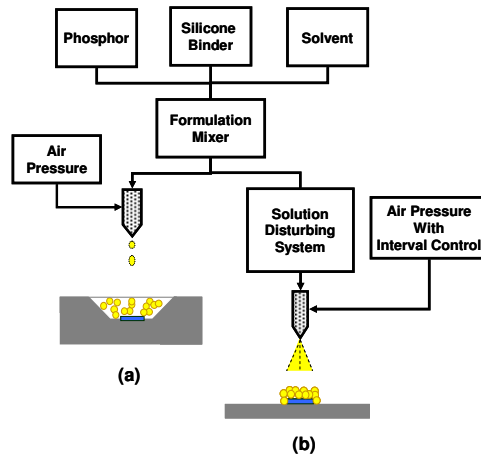 Phosphor
Silicone
Binder
Solvent
Formulation
Mixer
Air
Pressure
Solution
Disturbing
System
Air Pressure
With
Interval Control
(a)
(b)